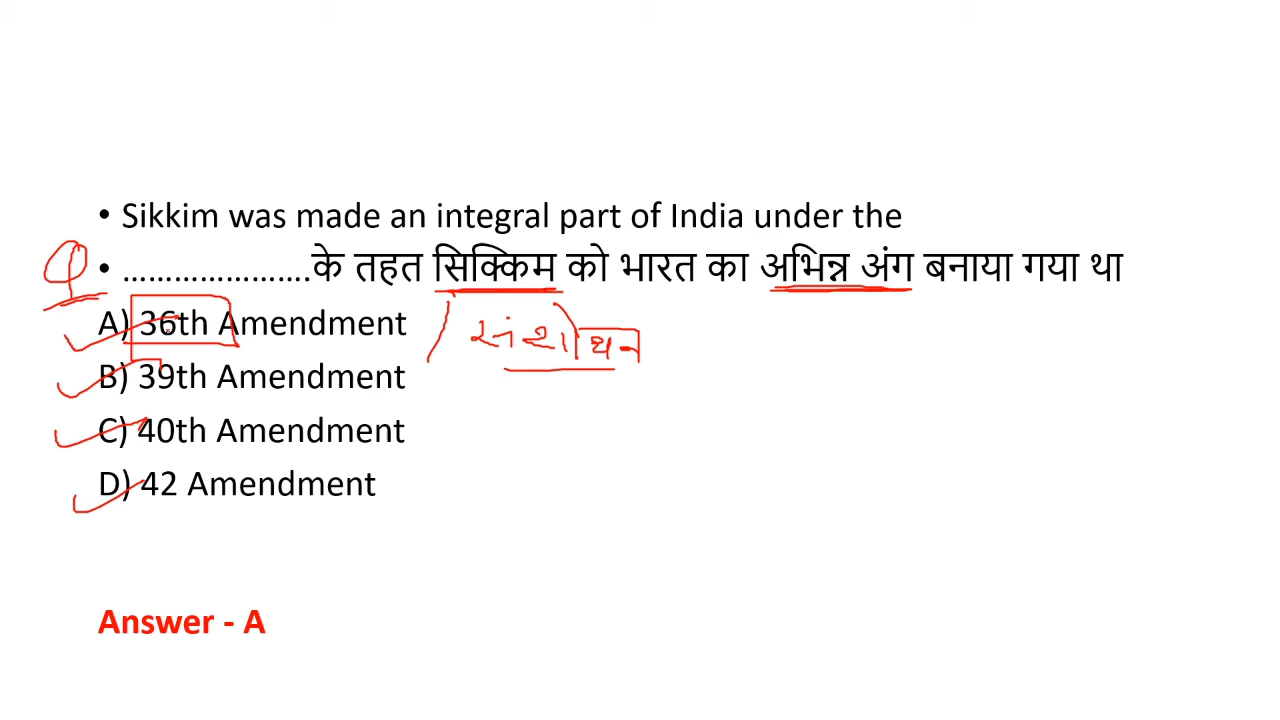 • Sikkim was made an integral part of India under the
Q • ………………….के तहत सिक्किम को भारत का अभिन्न अंग बनाया गया था
A) 36th Amendment
संशोधन
B) 39th Amendment
C) 40th Amendment
D) 42 Amendment
Answer - A